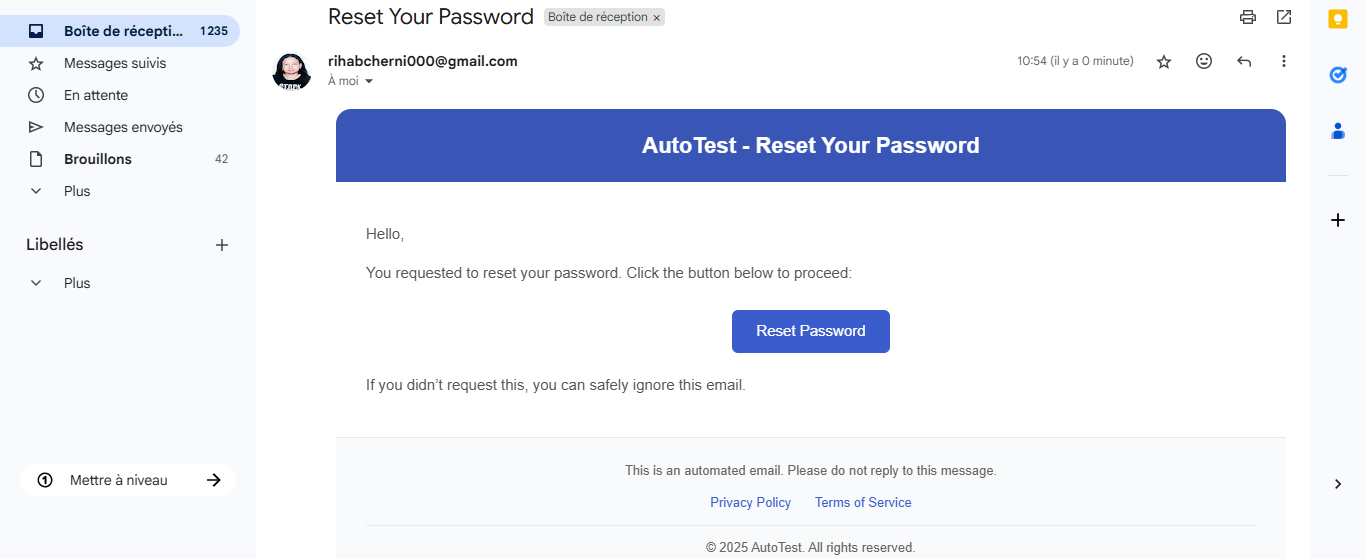 Reset Your Password Boîte de réception ×
Boîte de récepti... 1 235
Messages suivis
En attente
Messages envoyés
Brouillons 42
Plus
Libellés
Plus
Mettre à niveau
rihabcherni000@gmail.com
À moi
10:54 (il y a 0 minute)
AutoTest - Reset Your Password
Hello,
You requested to reset your password. Click the button below to proceed:
Reset Password
If you didn’t request this, you can safely ignore this email.
This is an automated email. Please do not reply to this message.
Privacy Policy Terms of Service
© 2025 AutoTest. All rights reserved.